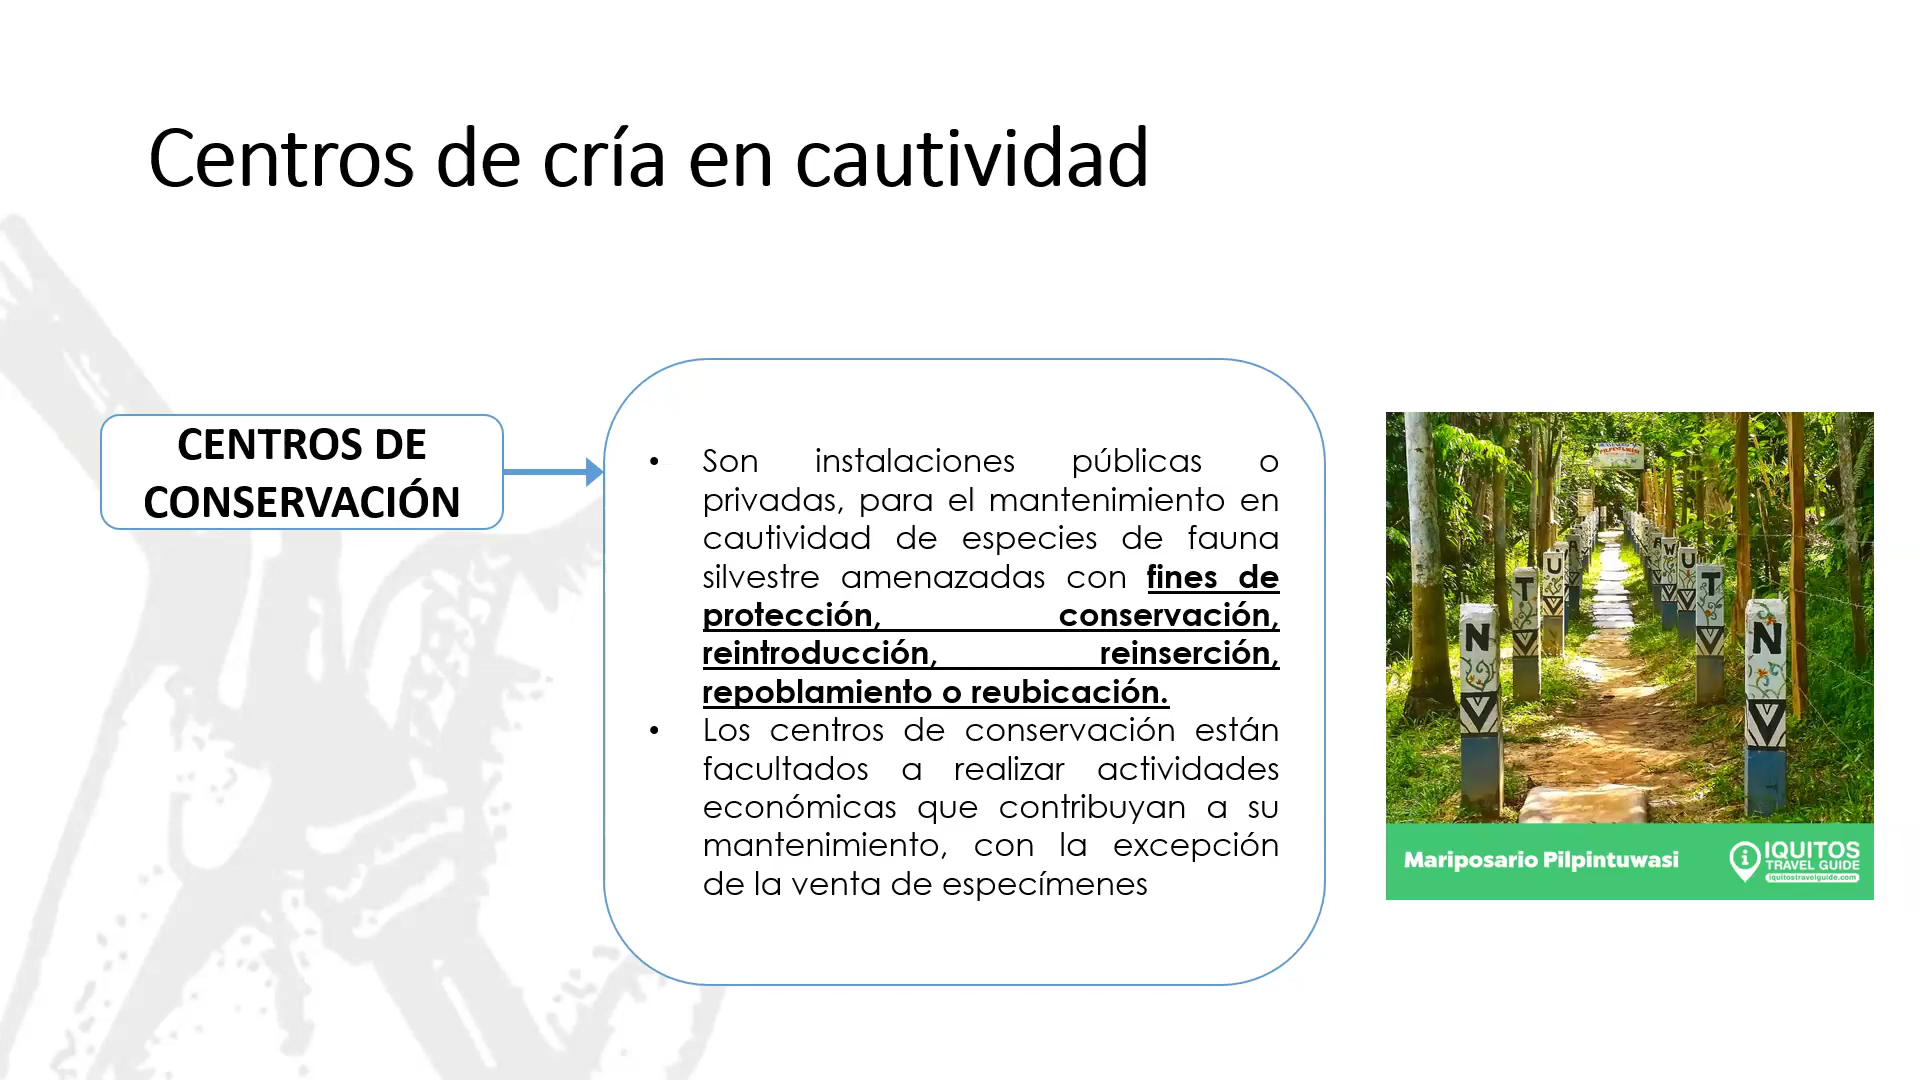 Centros de cría en cautividad
CENTROS DE
CONSERVACIÓN
• Son instalaciones públicas o
privadas, para el mantenimiento en
cautividad de especies de fauna
silvestre amenazadas con fines de
protección, conservación,
reintroducción, reinserción,
repoblamiento o reubicación.
• Los centros de conservación están
facultados a realizar actividades
económicas que contribuyan a su
mantenimiento, con la excepción
de la venta de especímenes
N
T
U
A
W
U
T
N
Mariposario Pilpintuwasi
IQUITOS
TRAVEL GUIDE
iquitostravelguide.com